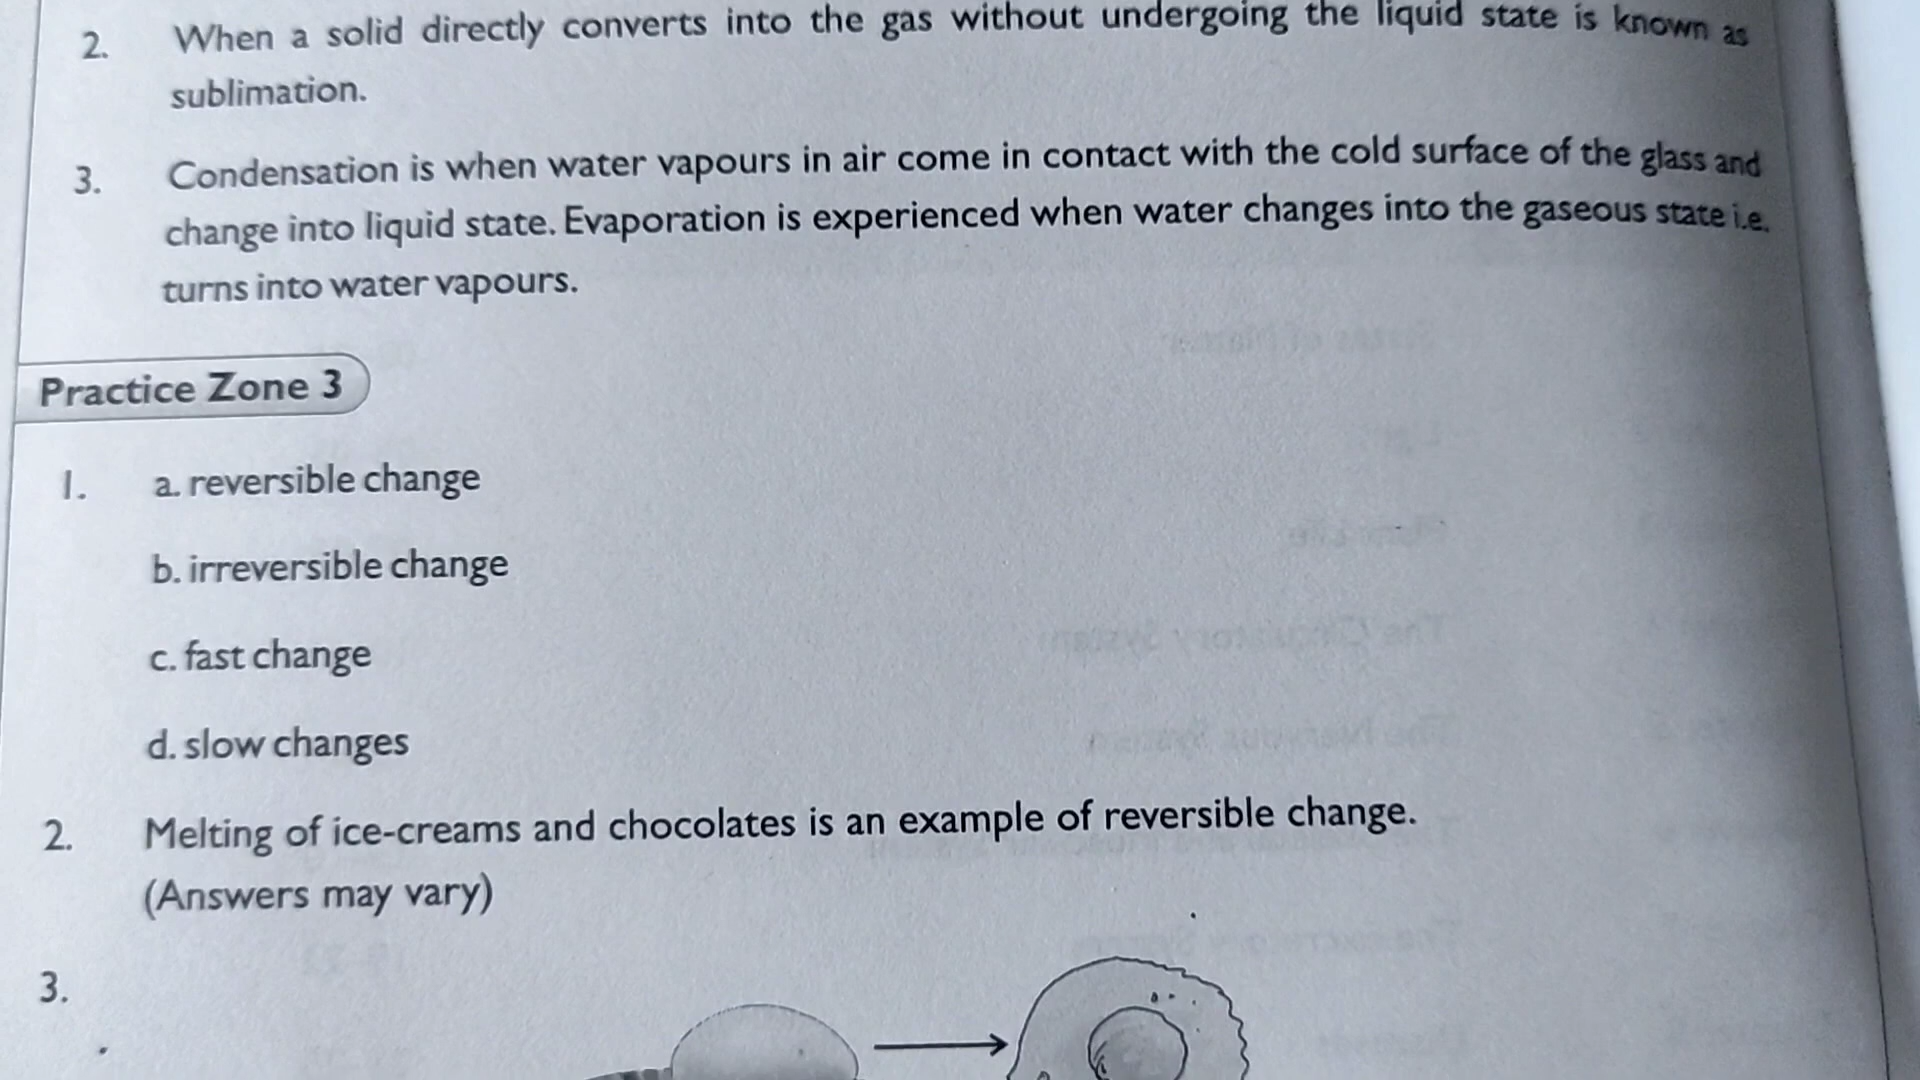 2. When a solid directly converts into the gas without undergoing the liquid state is known as
sublimation.
3. Condensation is when water vapours in air come in contact with the cold surface of the glass and
change into liquid state. Evaporation is experienced when water changes into the gaseous state i.e.
turns into water vapours.
Practice Zone 3
1. a. reversible change
b. irreversible change
c. fast change
d. slow changes
2. Melting of ice-creams and chocolates is an example of reversible change.
(Answers may vary)
3.